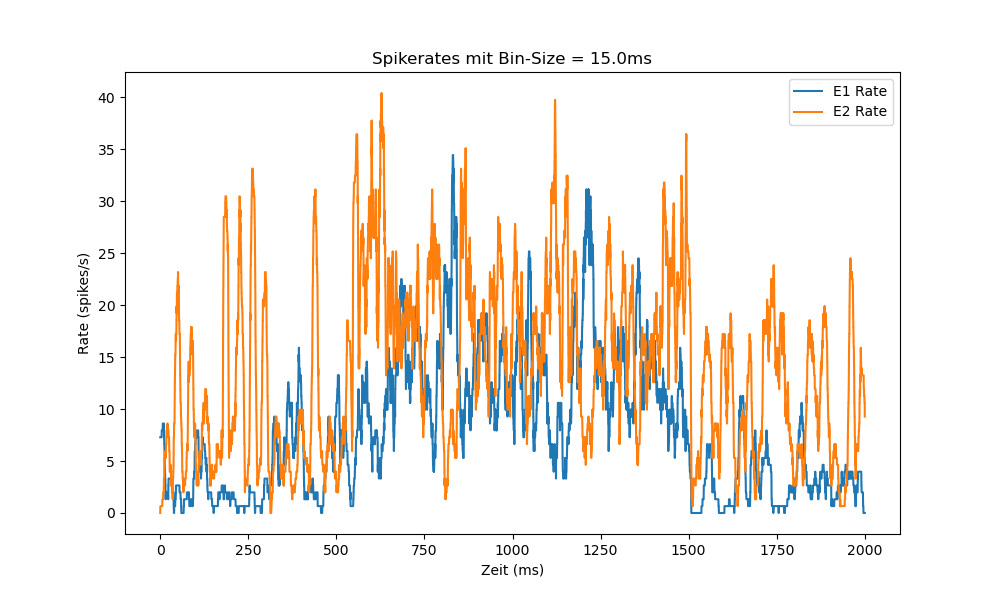 Spikerates mit Bin-Size = 15.0ms
E1 Rate
E2 Rate
40
35
30
25
20
15
10
5
0
Rate (spikes/s)
0 250 500 750 1000 1250 1500 1750 2000
Zeit (ms)